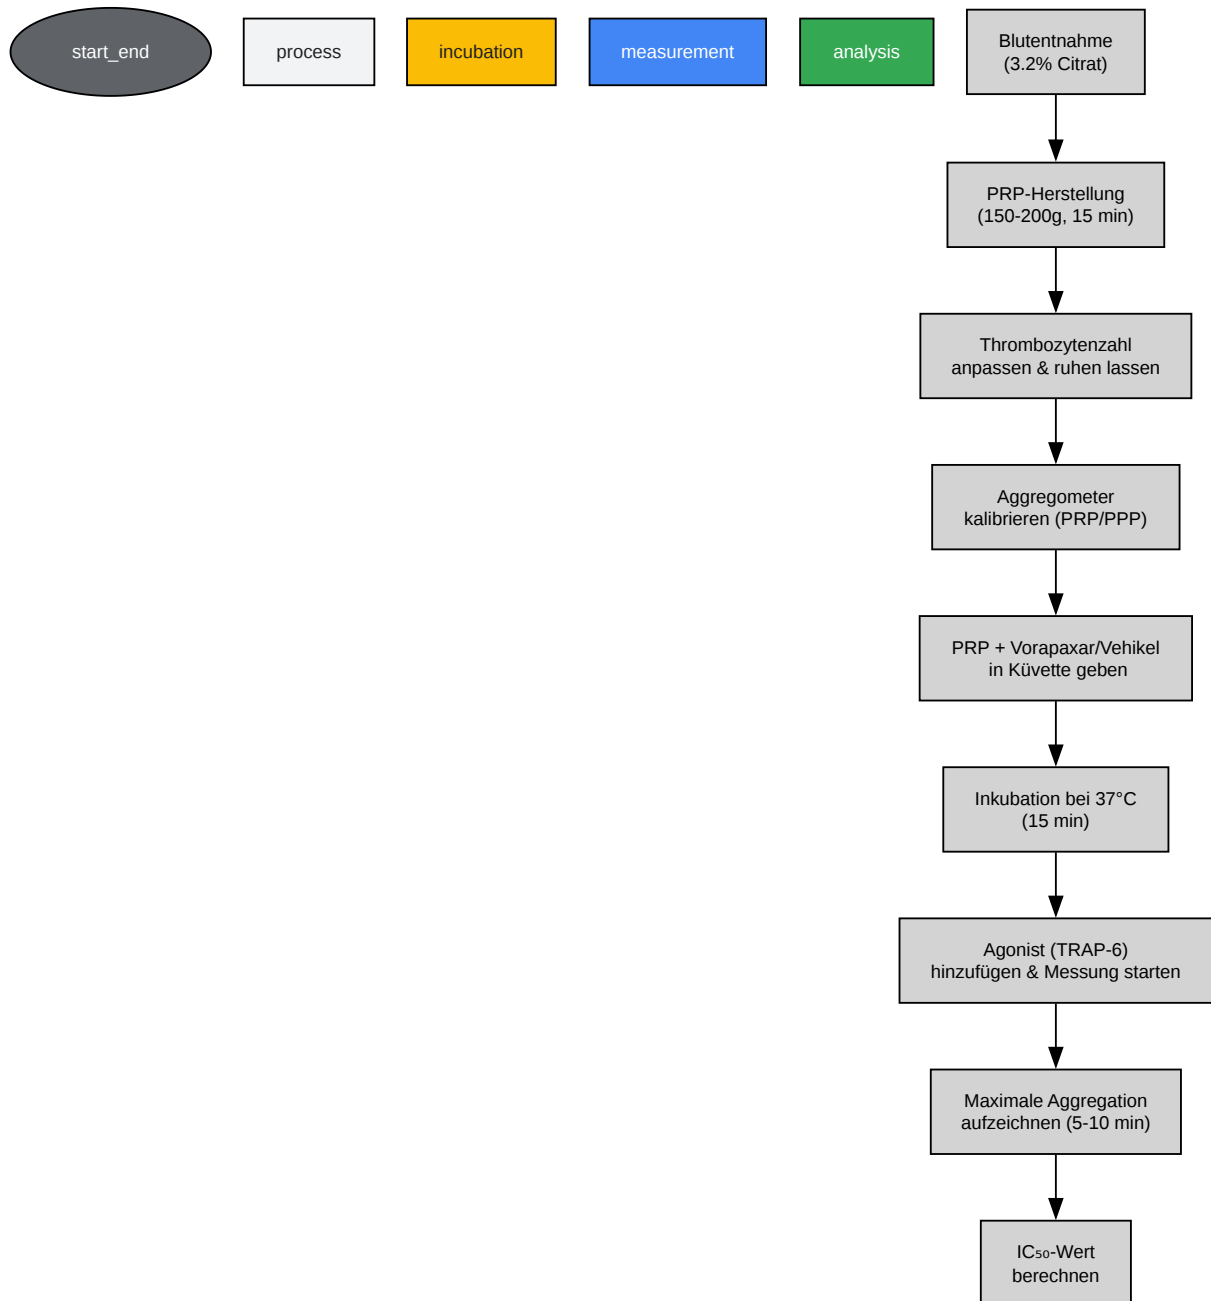 start_end
process
incubation
measurement
analysis
Blutentnahme
(3.2% Citrat)
PRP-Herstellung
(150-200g, 15 min)
Thrombozytenzahl
anpassen & ruhen lassen
Aggregometer
kalibrieren (PRP/PPP)
PRP + Vorapaxar/Vehikel
in Küvette geben
Inkubation bei 37°C
(15 min)
Agonist (TRAP-6)
hinzufügen & Messung starten
Maximale Aggregation
aufzeichnen (5-10 min)
IC₅₀-Wert
berechnen